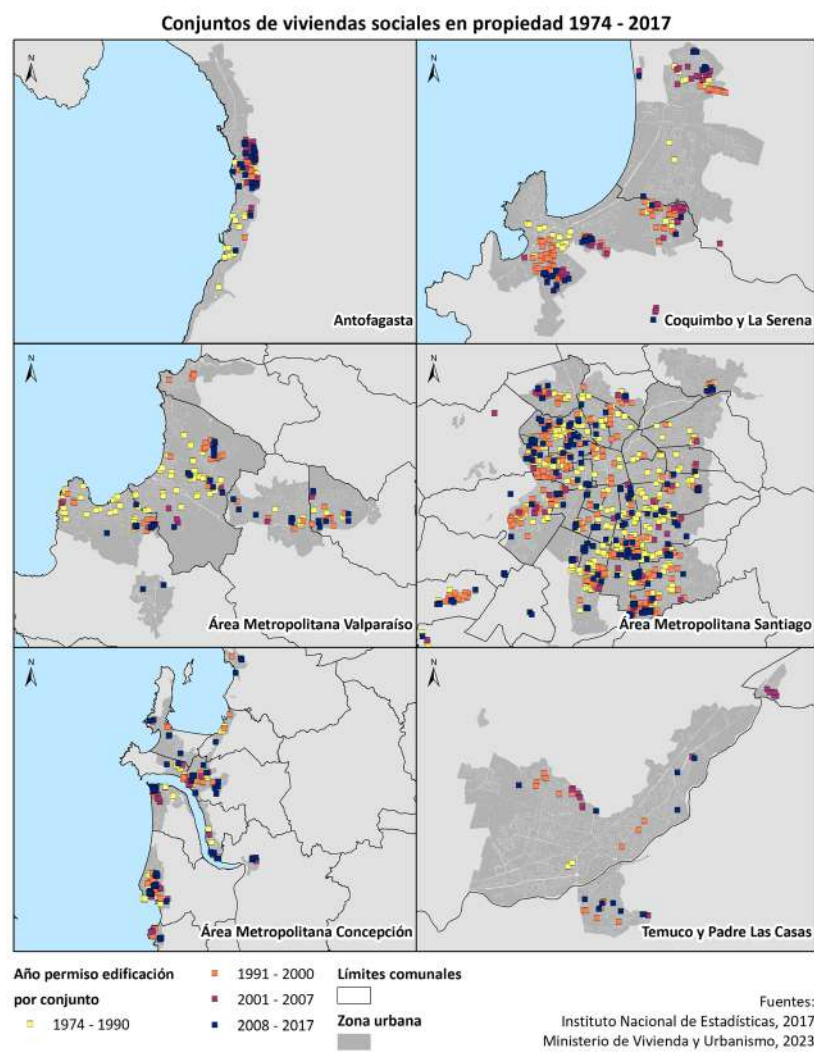 Conjuntos de viviendas sociales en propiedad 1974 - 2017
N
Antofagasta
N
Coquimbo y La Serena
N
Área Metropolitana Valparaíso
N
Área Metropolitana Santiago
N
Área Metropolitana Concepción
N
Temuco y Padre Las Casas
Año permiso edificación
por conjunto
1974 - 1990
1991 - 2000
2001 - 2007
2008 - 2017
Límites comunales
Zona urbana
Fuentes:
Instituto Nacional de Estadísticas, 2017
Ministerio de Vivienda y Urbanismo, 2023